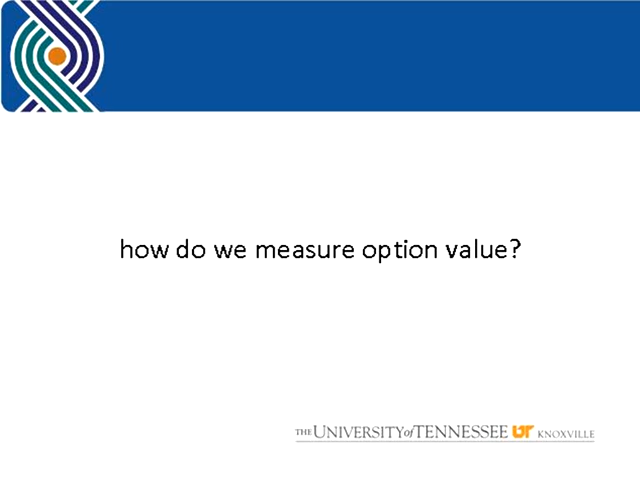 how do we measure option value?
THE UNIVERSITY of TENNESSEE UT KNOXVILLE